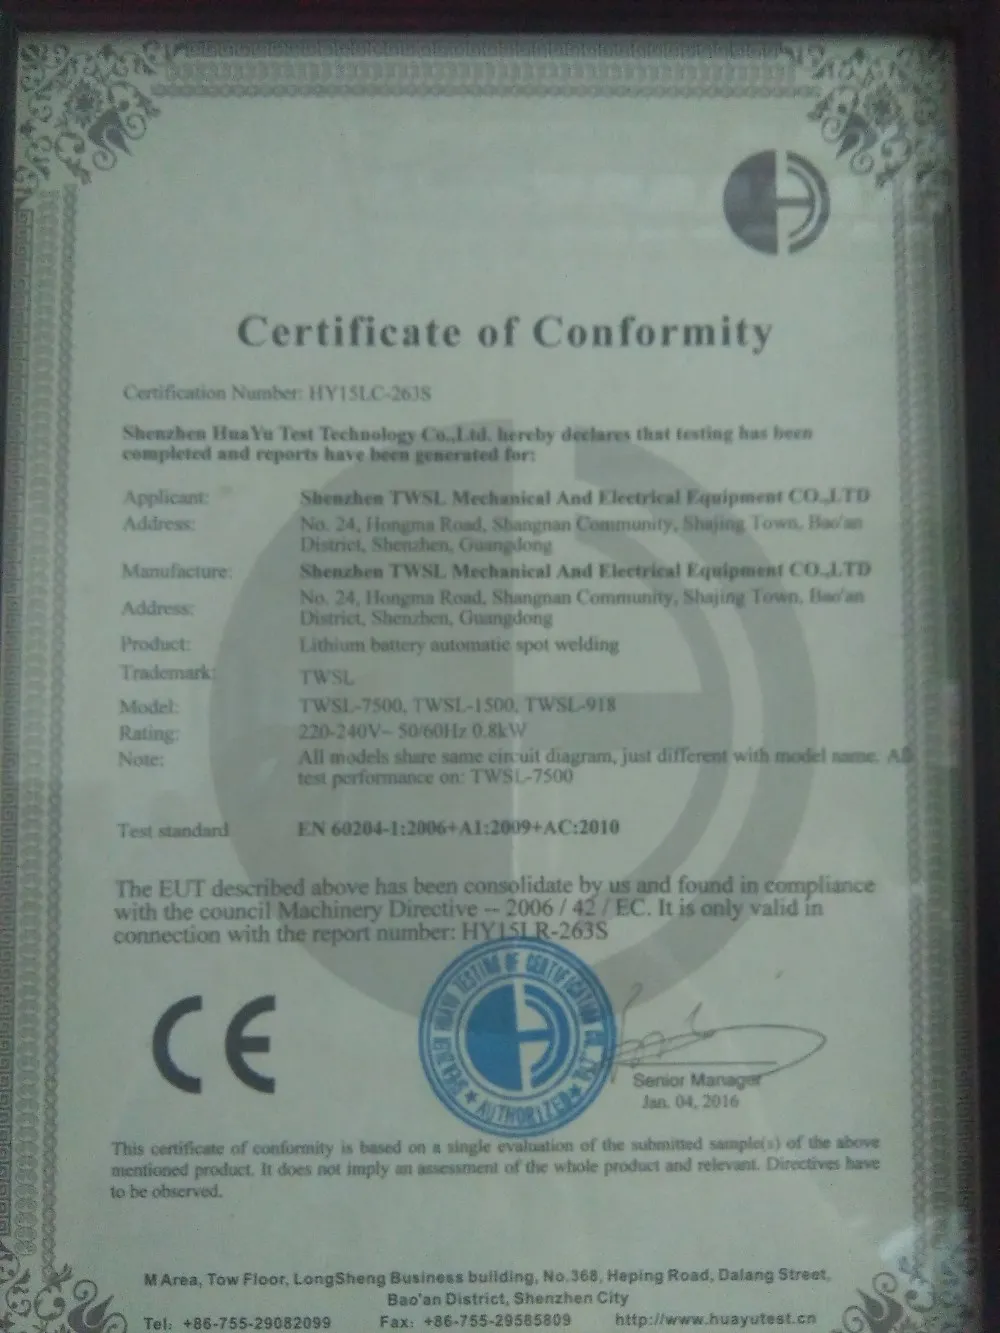 Certificate of Conformity
Certification Number: HY15LC-263S
Shenzhen HuaYu Test Technology Co.,Ltd. hereby declares that testing has been
completed and reports have been generated for:
Applicant: Shenzhen TWSL Mechanical And Electrical Equipment CO.,LTD
Address: No. 24, Hongma Road, Shangnan Community, Shajing Town, Bao'an
District, Shenzhen, Guangdong
Manufacture: Shenzhen TWSL Mechanical And Electrical Equipment CO.,LTD
Address: No. 24, Hongma Road, Shangnan Community, Shajing Town, Bao'an
District, Shenzhen, Guangdong
Product: Lithium battery automatic spot welding
Trademark: TWSL
Model: TWSL-7500, TWSL-1500, TWSL-918
Rating: 220-240V~ 50/60Hz 0.8kW
Note: All models share same circuit diagram, just different with model name. All
test performance on: TWSL-7500
Test standard EN 60204-1:2006+A1:2009+AC:2010
The EUT described above has been consolidate by us and found in compliance
with the council Machinery Directive -- 2006 / 42 / EC. It is only valid in
connection with the report number: HY15LR-263S
CE
HUAYU TESTING OF CERTIFICATION
AUTHORIZED
Senior Manager
Jan. 04, 2016
This certificate of conformity is based on a single evaluation of the submitted sample(s) of the above
mentioned product. It does not imply an assessment of the whole product and relevant. Directives have
to be observed.
M Area, Tow Floor, LongSheng Business building, No.368, Heping Road, Dalang Street,
Bao'an District, Shenzhen City
Tel: +86-755-29082099 Fax: +86-755-29585809 http://www.huayutest.cn